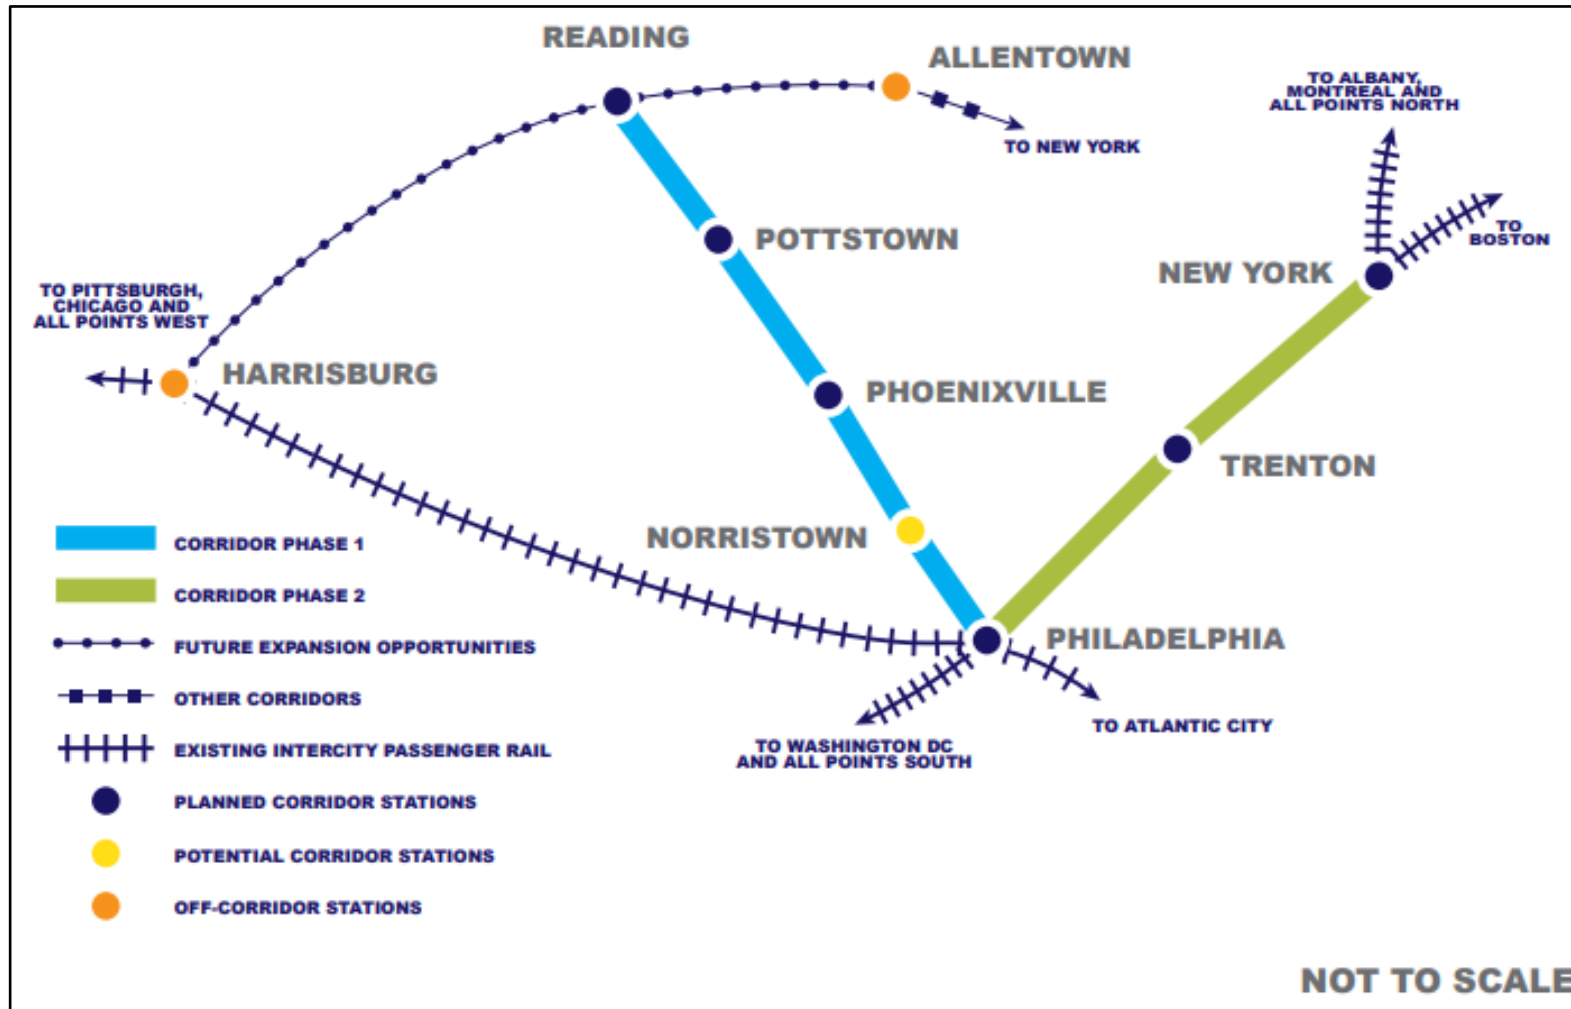 READING
ALLENTOWN
TO NEW YORK
TO ALBANY,
MONTREAL AND
ALL POINTS NORTH
TO
BOSTON
POTTSTOWN
NEW YORK
TO PITTSBURGH,
CHICAGO AND
ALL POINTS WEST
HARRISBURG
PHOENIXVILLE
TRENTON
NORRISTOWN
PHILADELPHIA
TO ATLANTIC CITY
TO WASHINGTON DC
AND ALL POINTS SOUTH
CORRIDOR PHASE 1
CORRIDOR PHASE 2
FUTURE EXPANSION OPPORTUNITIES
OTHER CORRIDORS
EXISTING INTERCITY PASSENGER RAIL
PLANNED CORRIDOR STATIONS
POTENTIAL CORRIDOR STATIONS
OFF-CORRIDOR STATIONS
NOT TO SCALE